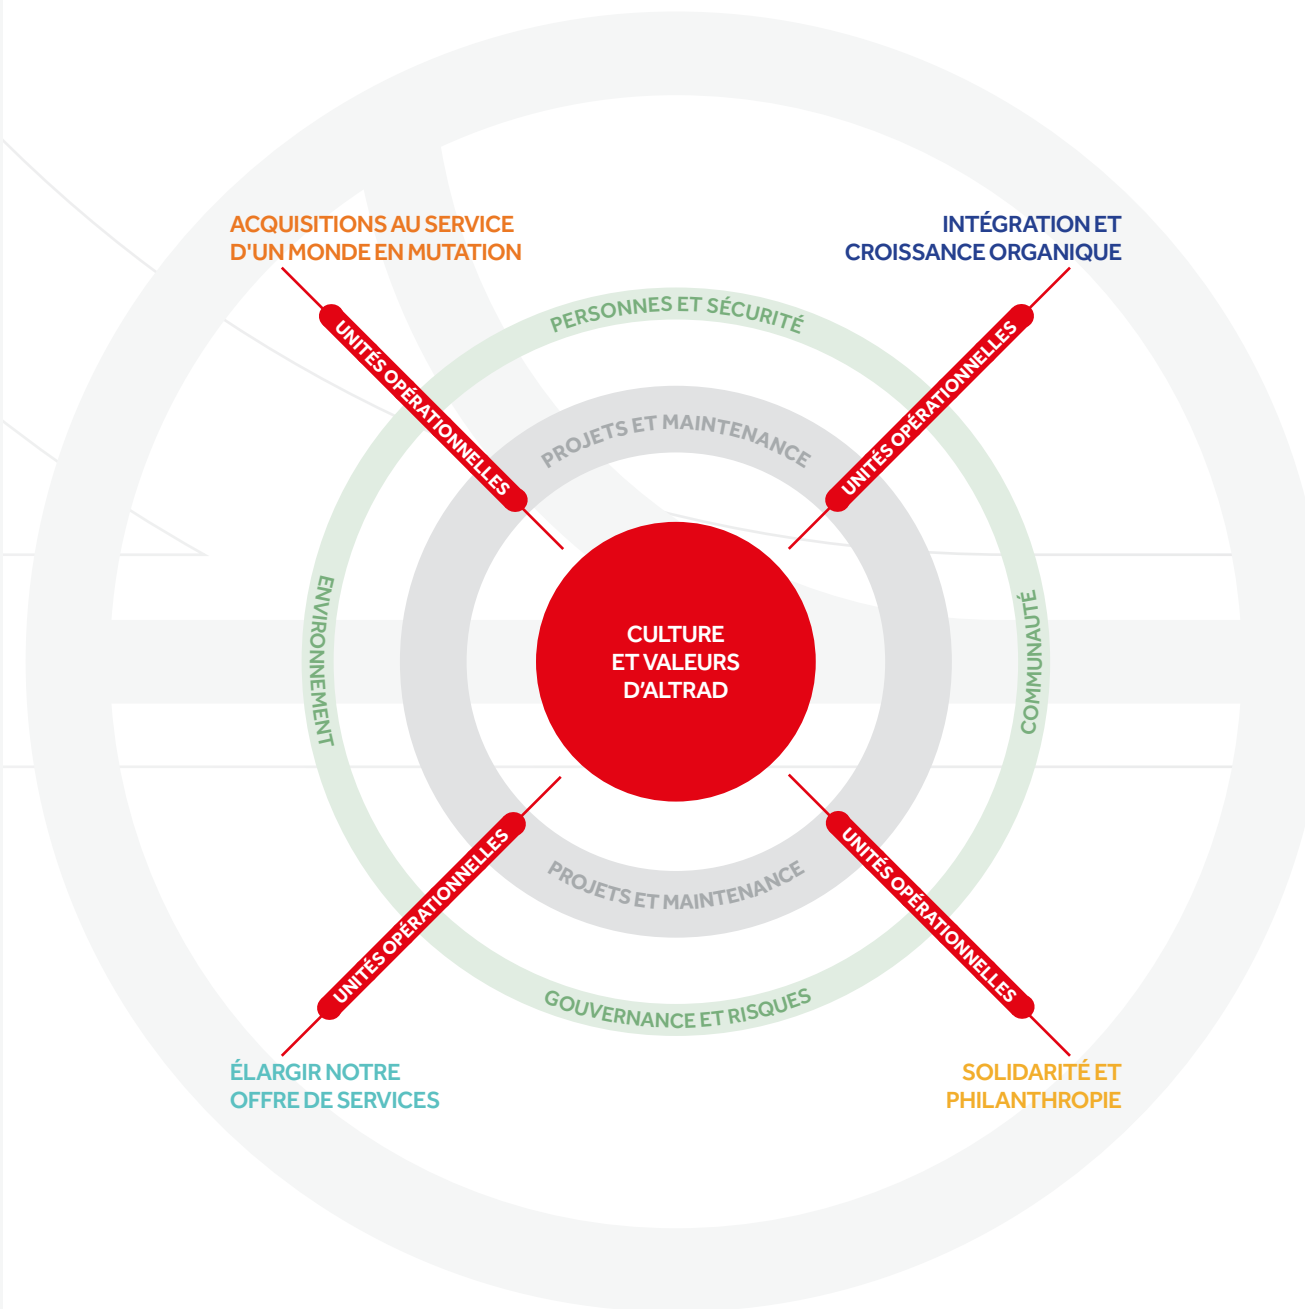 ACQUISITIONS AU SERVICE
D'UN MONDE EN MUTATION
INTÉGRATION ET
CROISSANCE ORGANIQUE
PERSONNES ET SÉCURITÉ
UNITÉS OPÉRATIONNELLES
UNITÉS OPÉRATIONNELLES
PROJETS ET MAINTENANCE
ENVIRONNEMENT
CULTURE
ET VALEURS
D’ALTRAD
COMMUNAUTÉ
PROJETS ET MAINTENANCE
UNITÉS OPÉRATIONNELLES
UNITÉS OPÉRATIONNELLES
GOUVERNANCE ET RISQUES
ÉLARGIR NOTRE
OFFRE DE SERVICES
SOLIDARITÉ ET
PHILANTHROPIE